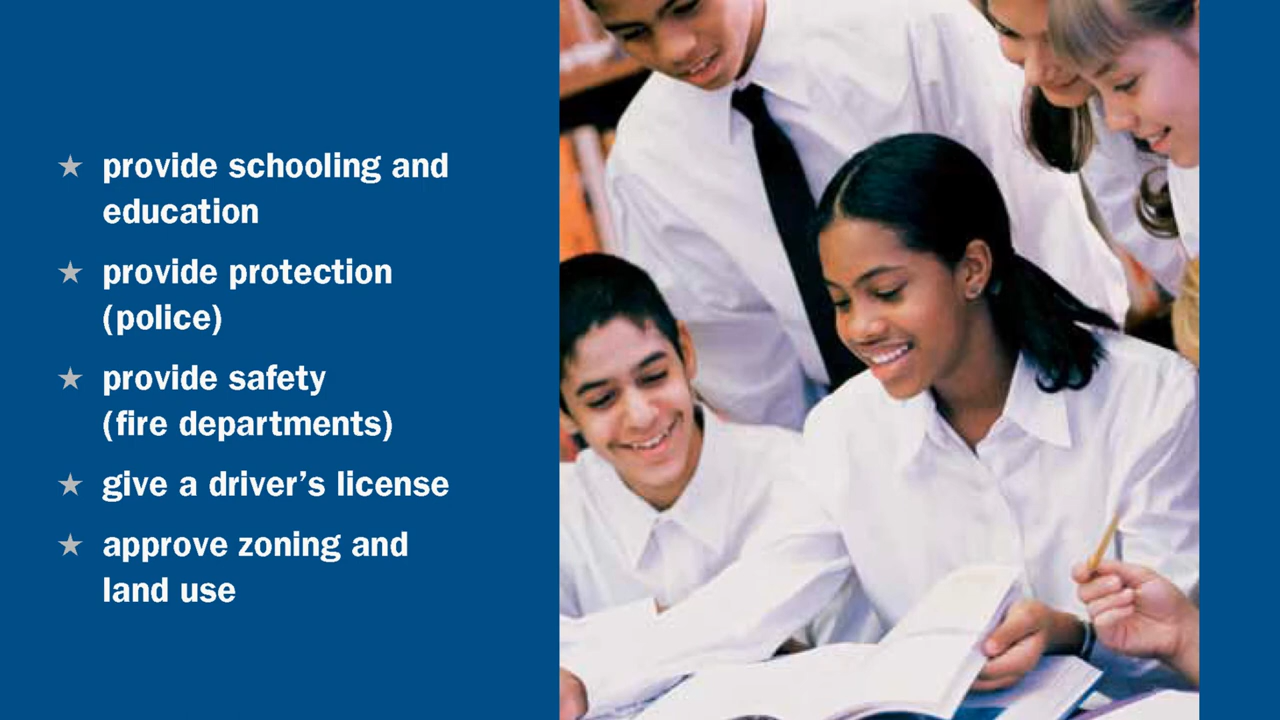 ★ provide schooling and
education
★ provide protection
(police)
★ provide safety
(fire departments)
★ give a driver’s license
★ approve zoning and
land use